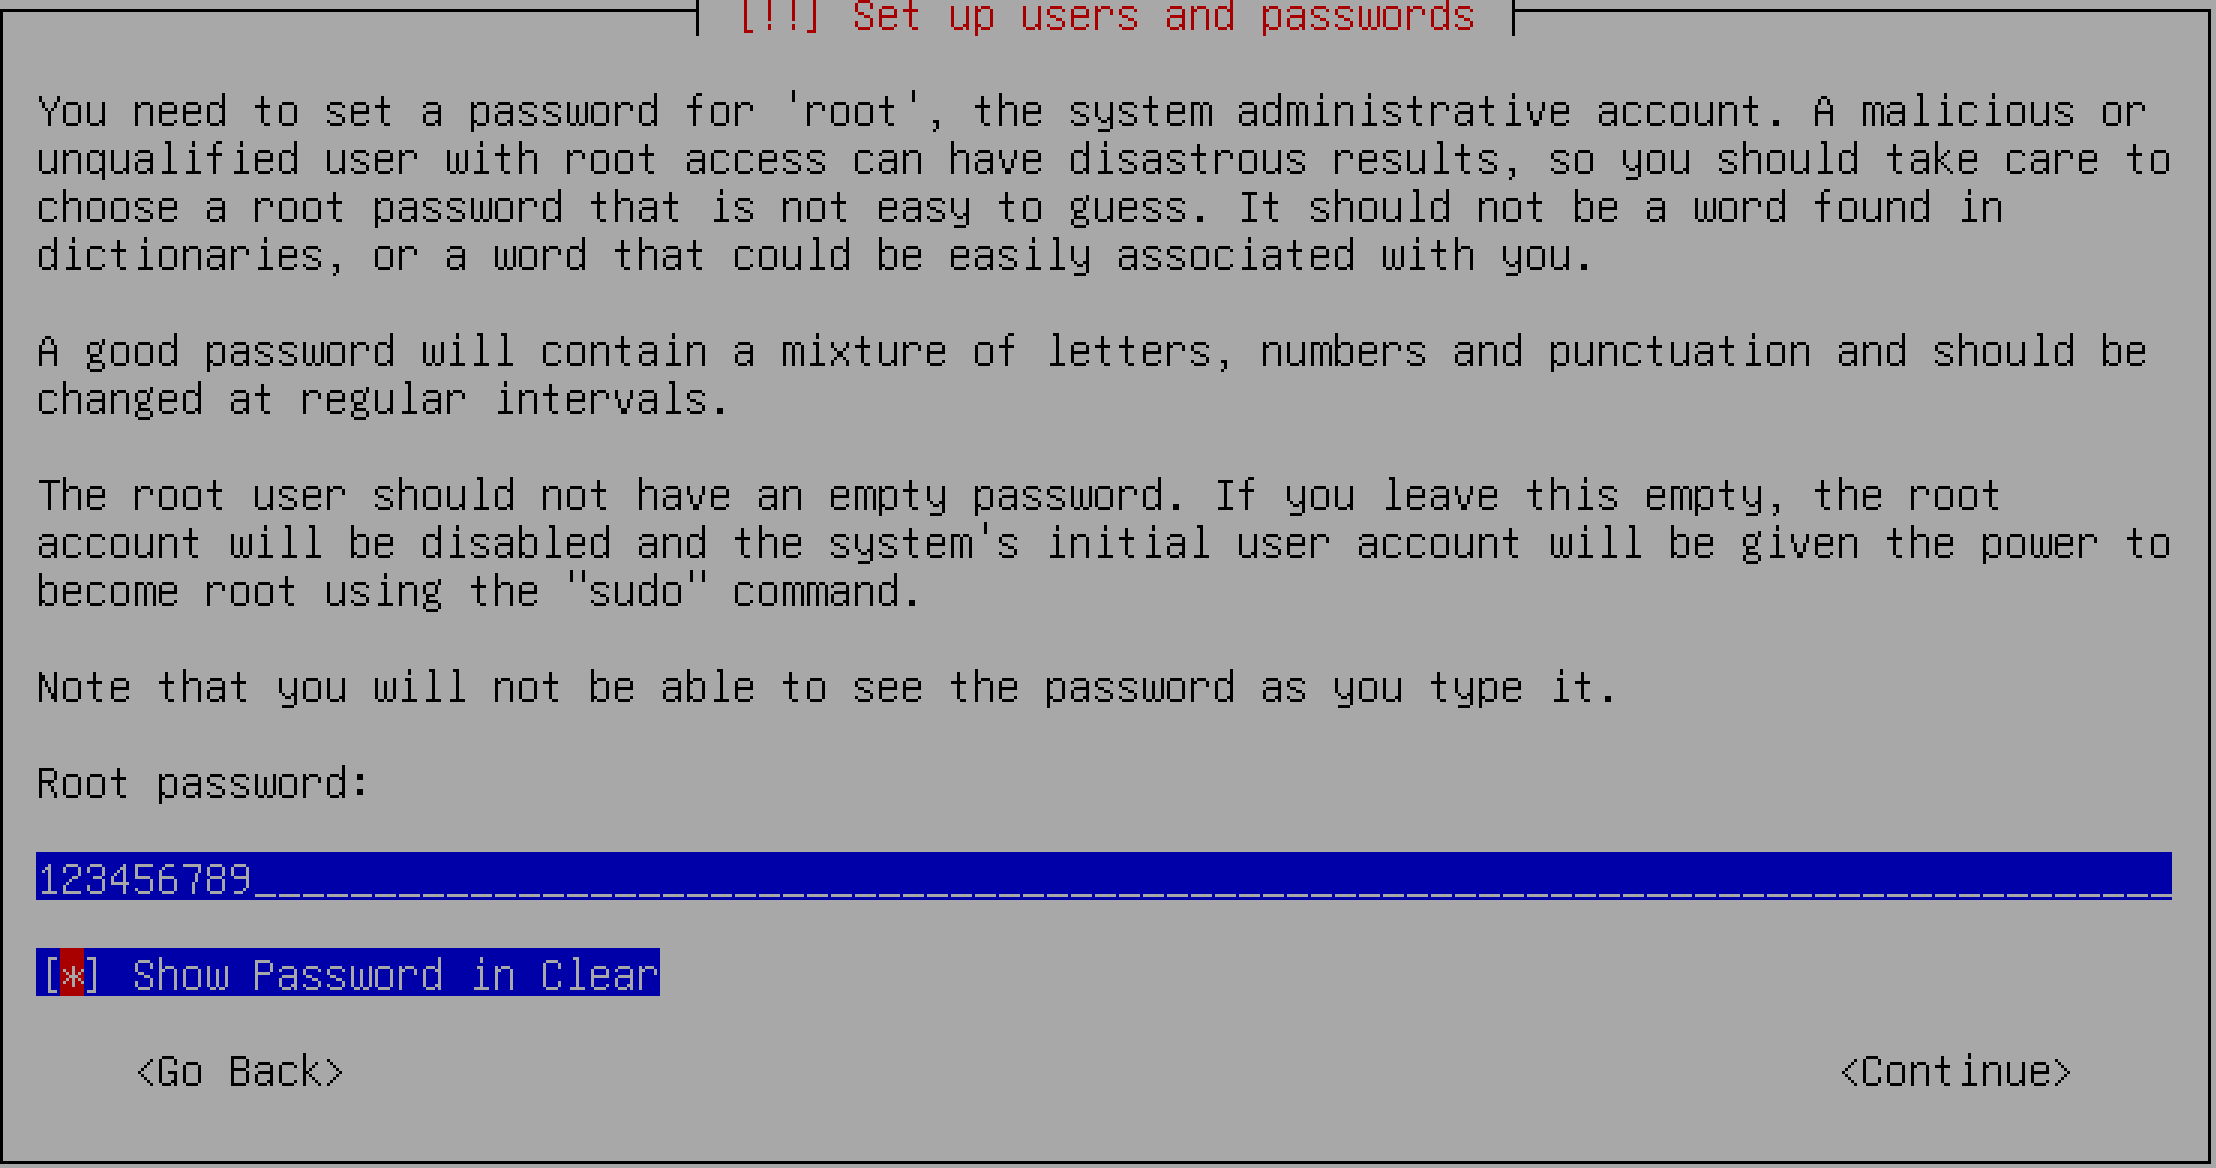 [!!] Set up users and passwords
You need to set a password for 'root', the system administrative account. A malicious or
unqualified user with root access can have disastrous results, so you should take care to
choose a root password that is not easy to guess. It should not be a word found in
dictionaries, or a word that could be easily associated with you.
A good password will contain a mixture of letters, numbers and punctuation and should be
changed at regular intervals.
The root user should not have an empty password. If you leave this empty, the root
account will be disabled and the system's initial user account will be given the power to
become root using the "sudo" command.
Note that you will not be able to see the password as you type it.
Root password:
123456789________________________________________________________________________________
[*] Show Password in Clear
<Go Back> <Continue>